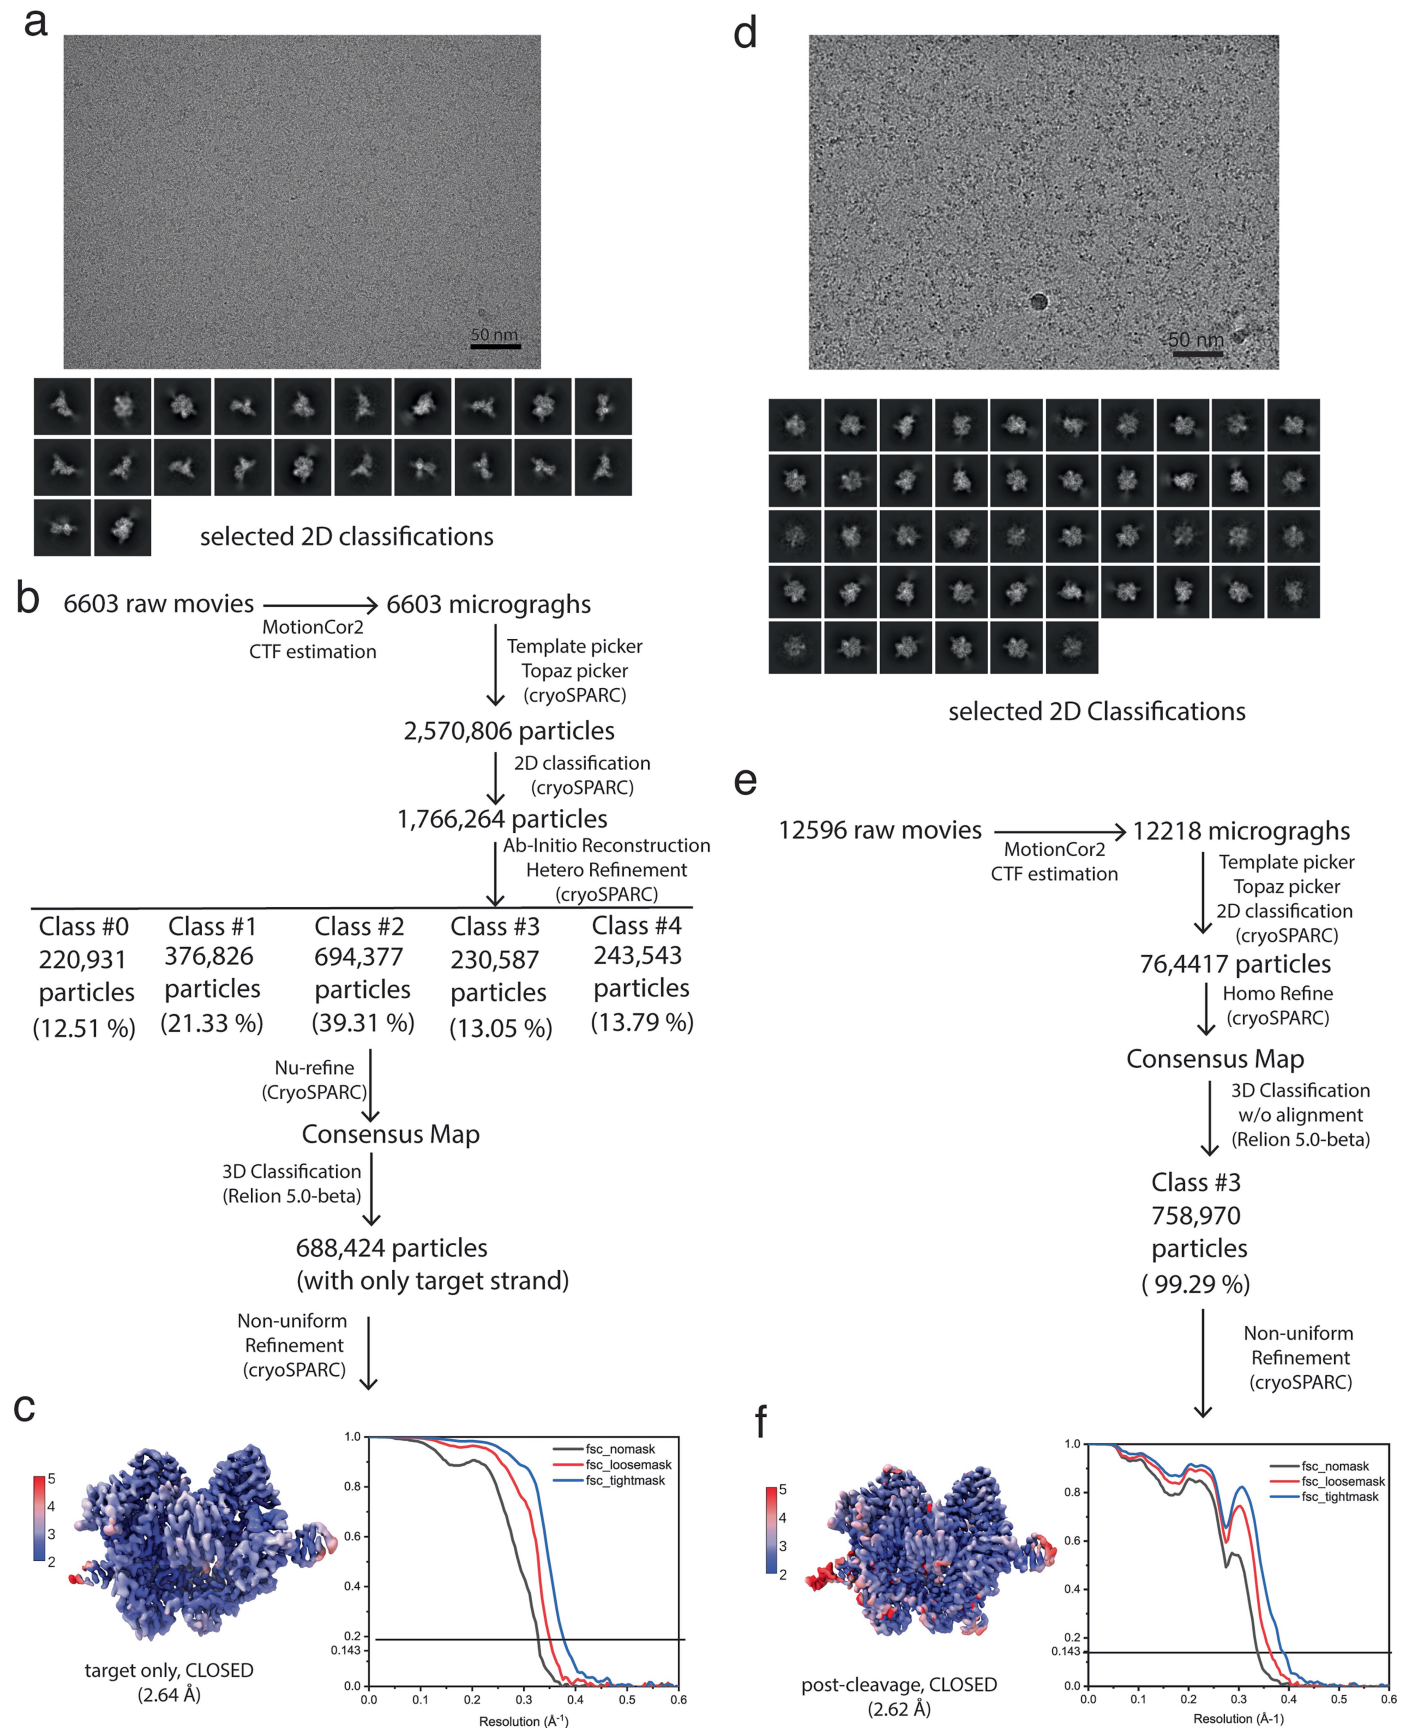 a
50 nm
selected 2D classifications
b
6603 raw movies
6603 micrograghs
MotionCor2
CTF estimation
Template picker
Topaz picker
(cryoSPARC)
2,570,806 particles
2D classification
(cryoSPARC)
1,766,264 particles
Ab-Initio Reconstruction
Hetero Refinement
(cryoSPARC)
Class #0
220,931
particles
(12.51 %)
Class #1
376,826
particles
(21.33 %)
Class #2
694,377
particles
(39.31 %)
Class #3
230,587
particles
(13.05 %)
Class #4
243,543
particles
(13.79 %)
Nu-refine
(CryoSPARC)
Consensus Map
3D Classification
(Relion 5.0-beta)
688,424 particles
(with only target strand)
Non-uniform
Refinement
(cryoSPARC)
c
5
4
3
2
target only, CLOSED
(2.64 Å)
1.0
0.8
0.6
0.4
0.2
0.143
0.0
fsc_nomask
fsc_loosemask
fsc_tightmask
0.0 0.1 0.2 0.3 0.4 0.5 0.6
Resolution (Å-1)
d
50 nm
selected 2D Classifications
e
12596 raw movies
12218 micrograghs
MotionCor2
CTF estimation
Template picker
Topaz picker
2D classification
(cryoSPARC)
76,4417 particles
Homo Refine
(cryoSPARC)
Consensus Map
3D Classification
w/o alignment
(Relion 5.0-beta)
Class #3
758,970
particles
( 99.29 %)
Non-uniform
Refinement
(cryoSPARC)
f
5
4
3
2
post-cleavage, CLOSED
(2.62 Å)
1.0
0.8
0.6
0.4
0.2
0.143
0.0
fsc_nomask
fsc_loosemask
fsc_tightmask
0.0 0.1 0.2 0.3 0.4 0.5 0.6
Resolution (Å-1)